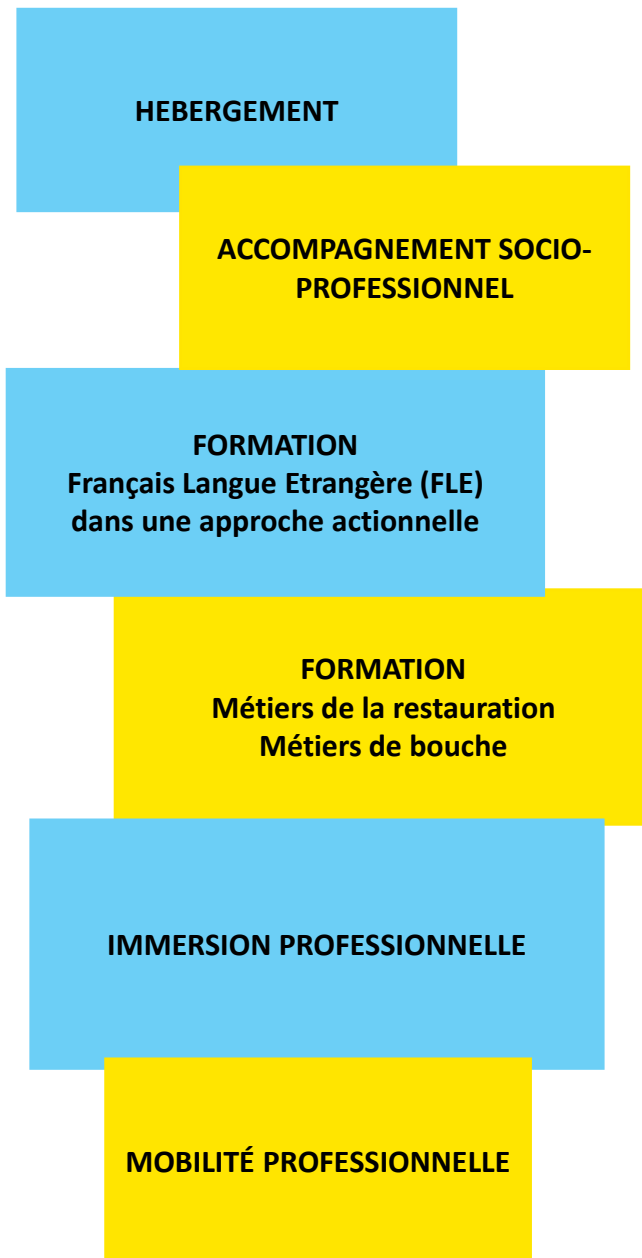 HEBERGEMENT
ACCOMPAGNEMENT SOCIO-
PROFESSIONNEL
FORMATION
Français Langue Etrangère (FLE)
dans une approche actionnelle
FORMATION
Métiers de la restauration
Métiers de bouche
IMMERSION PROFESSIONNELLE
MOBILITÉ PROFESSIONNELLE